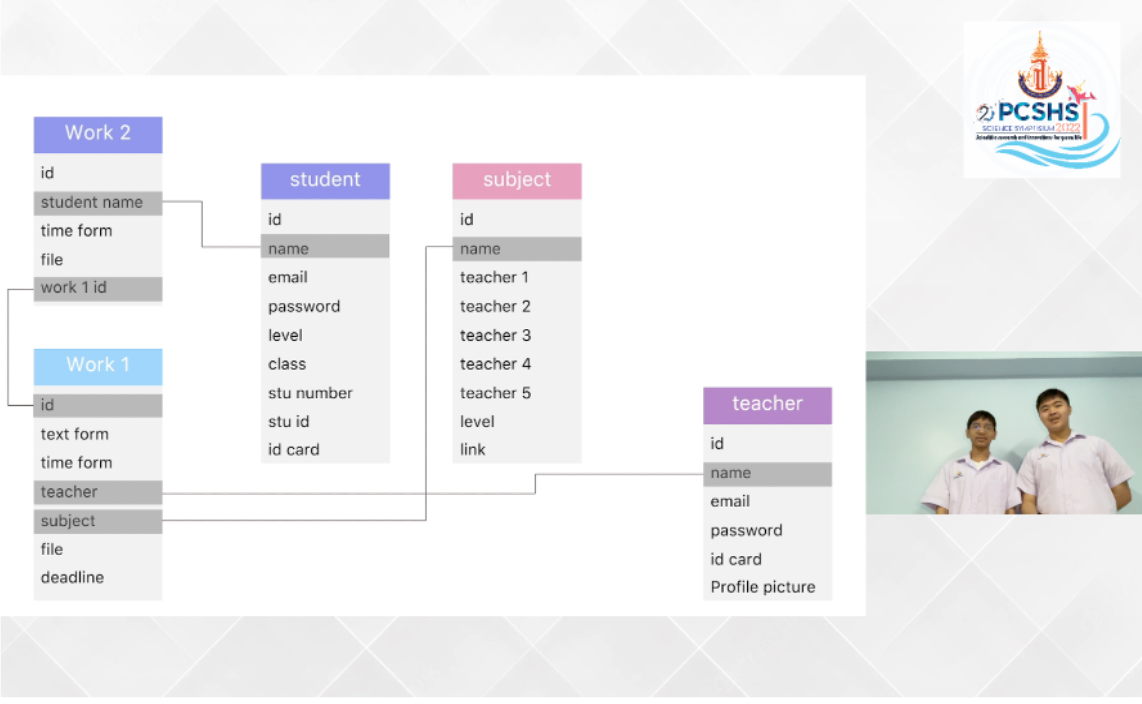 Work 2
id
student name
time form
file
work 1 id
Work 1
id
text form
time form
teacher
subject
file
deadline
student
id
name
email
password
level
class
stu number
stu id
id card
subject
id
name
teacher 1
teacher 2
teacher 3
teacher 4
teacher 5
level
link
teacher
id
name
email
password
id card
Profile picture
PCSHS
SCIENCE SYMPOSIUM 2022